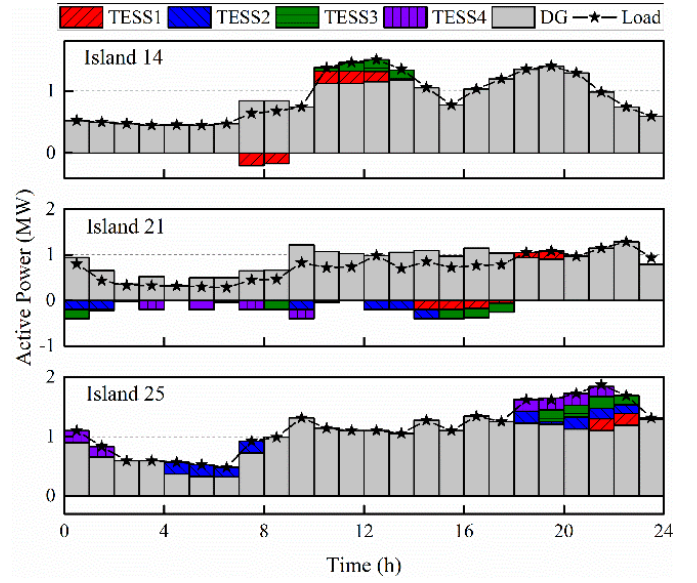 TESS1 TESS2 TESS3 TESS4 DG Load
Island 14
1
0
Island 21
2
1
0
-1
Island 25
2
1
0
0 4 8 12 16 20 24
Time (h)
Active Power (MW)